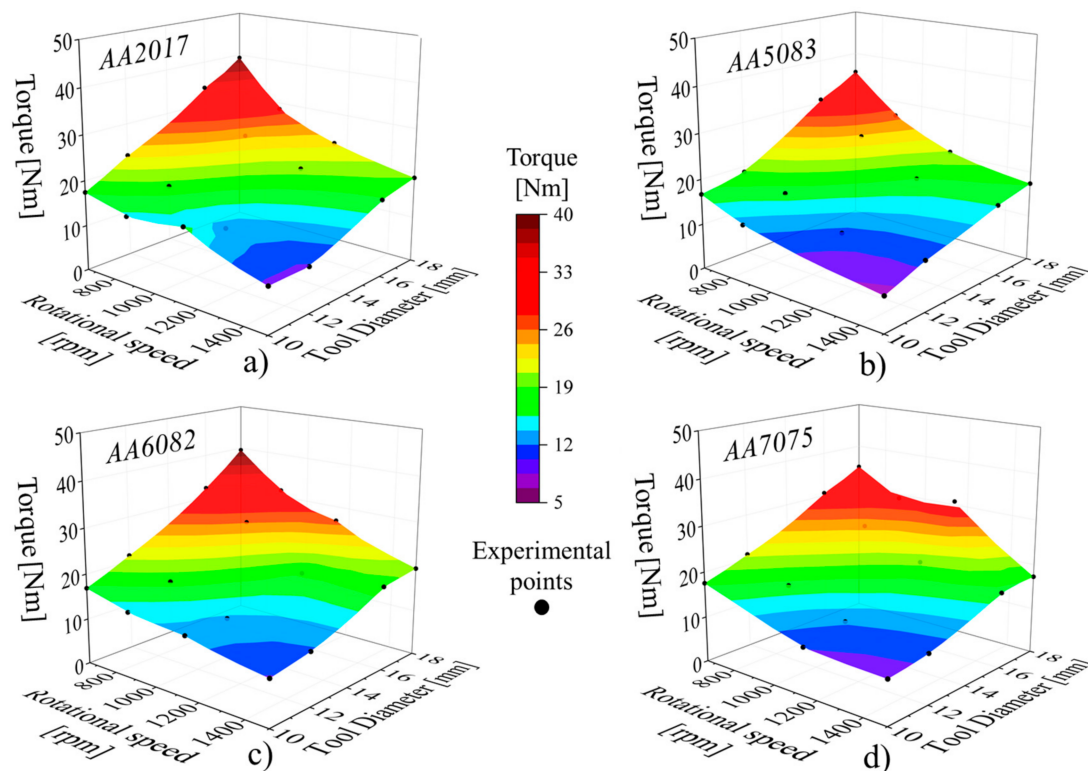 a)
AA2017
Torque [Nm]
50
40
30
20
10
0
800
1000
1200
1400
Rotational speed
[rpm]
10
12
14
16
18
Tool Diameter [mm]
b)
AA5083
Torque [Nm]
50
40
30
20
10
0
800
1000
1200
1400
Rotational speed
[rpm]
10
12
14
16
18
Tool Diameter [mm]
Torque
[Nm]
40
33
26
19
12
5
Experimental
points
c)
AA6082
Torque [Nm]
50
40
30
20
10
0
800
1000
1200
1400
Rotational speed
[rpm]
10
12
14
16
18
Tool Diameter [mm]
d)
AA7075
Torque [Nm]
50
40
30
20
10
0
800
1000
1200
1400
Rotational speed
[rpm]
10
12
14
16
18
Tool Diameter [mm]